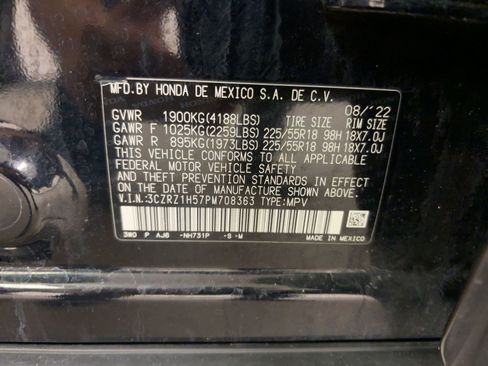 MFD.BY HONDA DE MEXICO S.A. DE C.V.
08/'22
GVWR 1900KG(4188LBS) TIRE SIZE RIM SIZE
GAWR F 1025KG(2259LBS) 225/55R18 98H 18X7.0J
GAWR R 895KG(1973LBS) 225/55R18 98H 18X7.0J
THIS VEHICLE CONFORMS TO ALL
APPLICABLE FEDERAL MOTOR VEHICLE
SAFETY STANDARDS IN EFFECT ON THE
DATE OF MANUFACTURE SHOWN ABOVE.
V.I.N:3CZRZ1H57PM708363 TYPE:MPV
3W0 P AJ6 -NH731P -S -M
MADE IN MEXICO